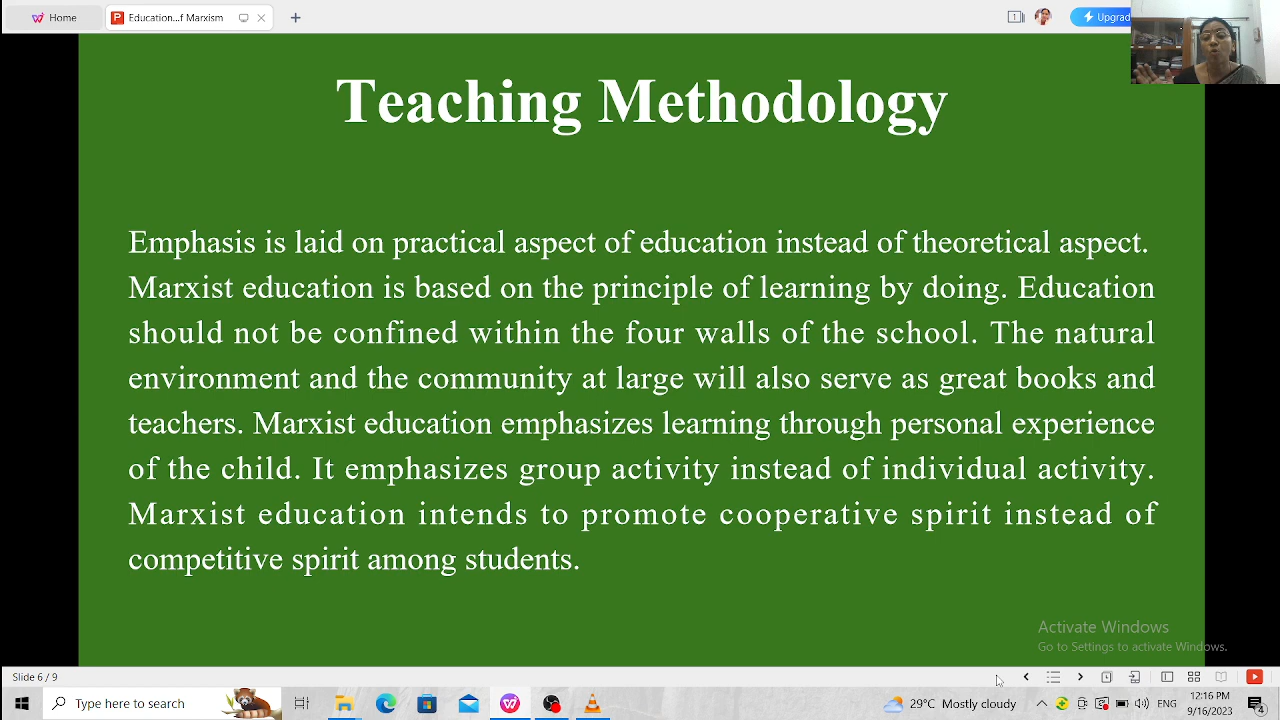 Home
Education...f Marxism
1
Upgrad
Teaching Methodology
Emphasis is laid on practical aspect of education instead of theoretical aspect.
Marxist education is based on the principle of learning by doing. Education
should not be confined within the four walls of the school. The natural
environment and the community at large will also serve as great books and
teachers. Marxist education emphasizes learning through personal experience
of the child. It emphasizes group activity instead of individual activity.
Marxist education intends to promote cooperative spirit instead of
competitive spirit among students.
Activate Windows
Go to Settings to activate Windows.
Slide 6 / 9
Type here to search
29°C Mostly cloudy
ENG
12:16 PM
9/16/2023
4